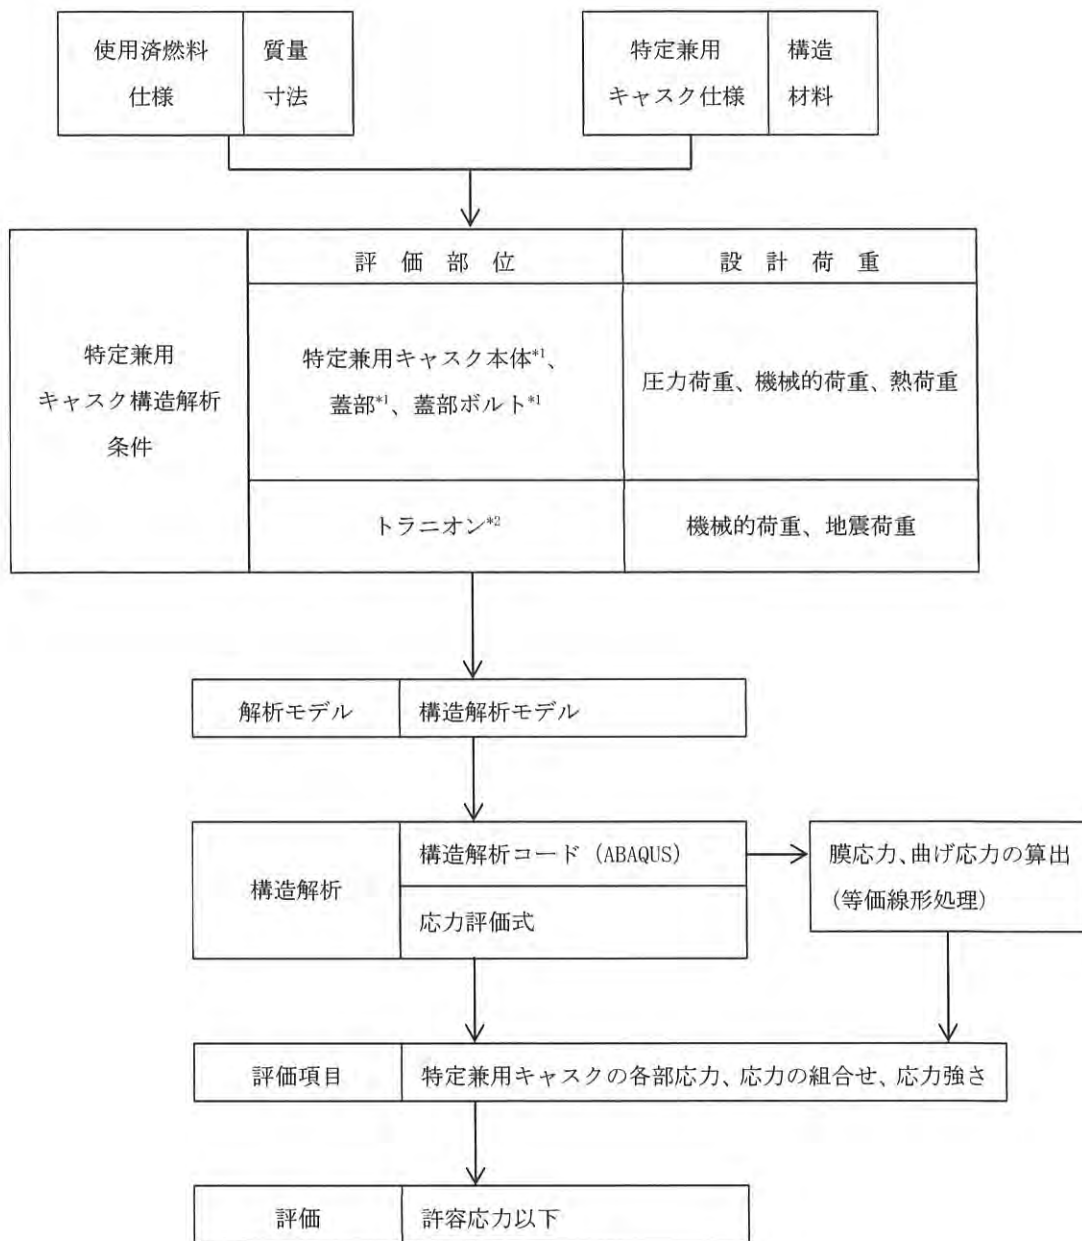 使用済燃料
仕様
質量
寸法
特定兼用
キャスク仕様
構造
材料
評価部位
設計荷重
特定兼用
キャスク構造解析
条件
特定兼用キャスク本体*1、
蓋部*1、蓋部ボルト*1
圧力荷重、機械的荷重、熱荷重
トラニオン*2
機械的荷重、地震荷重
解析モデル
構造解析モデル
構造解析
構造解析コード（ABAQUS）
応力評価式
膜応力、曲げ応力の算出
（等価線形処理）
評価項目
特定兼用キャスクの各部応力、応力の組合せ、応力強さ
評価
許容応力以下